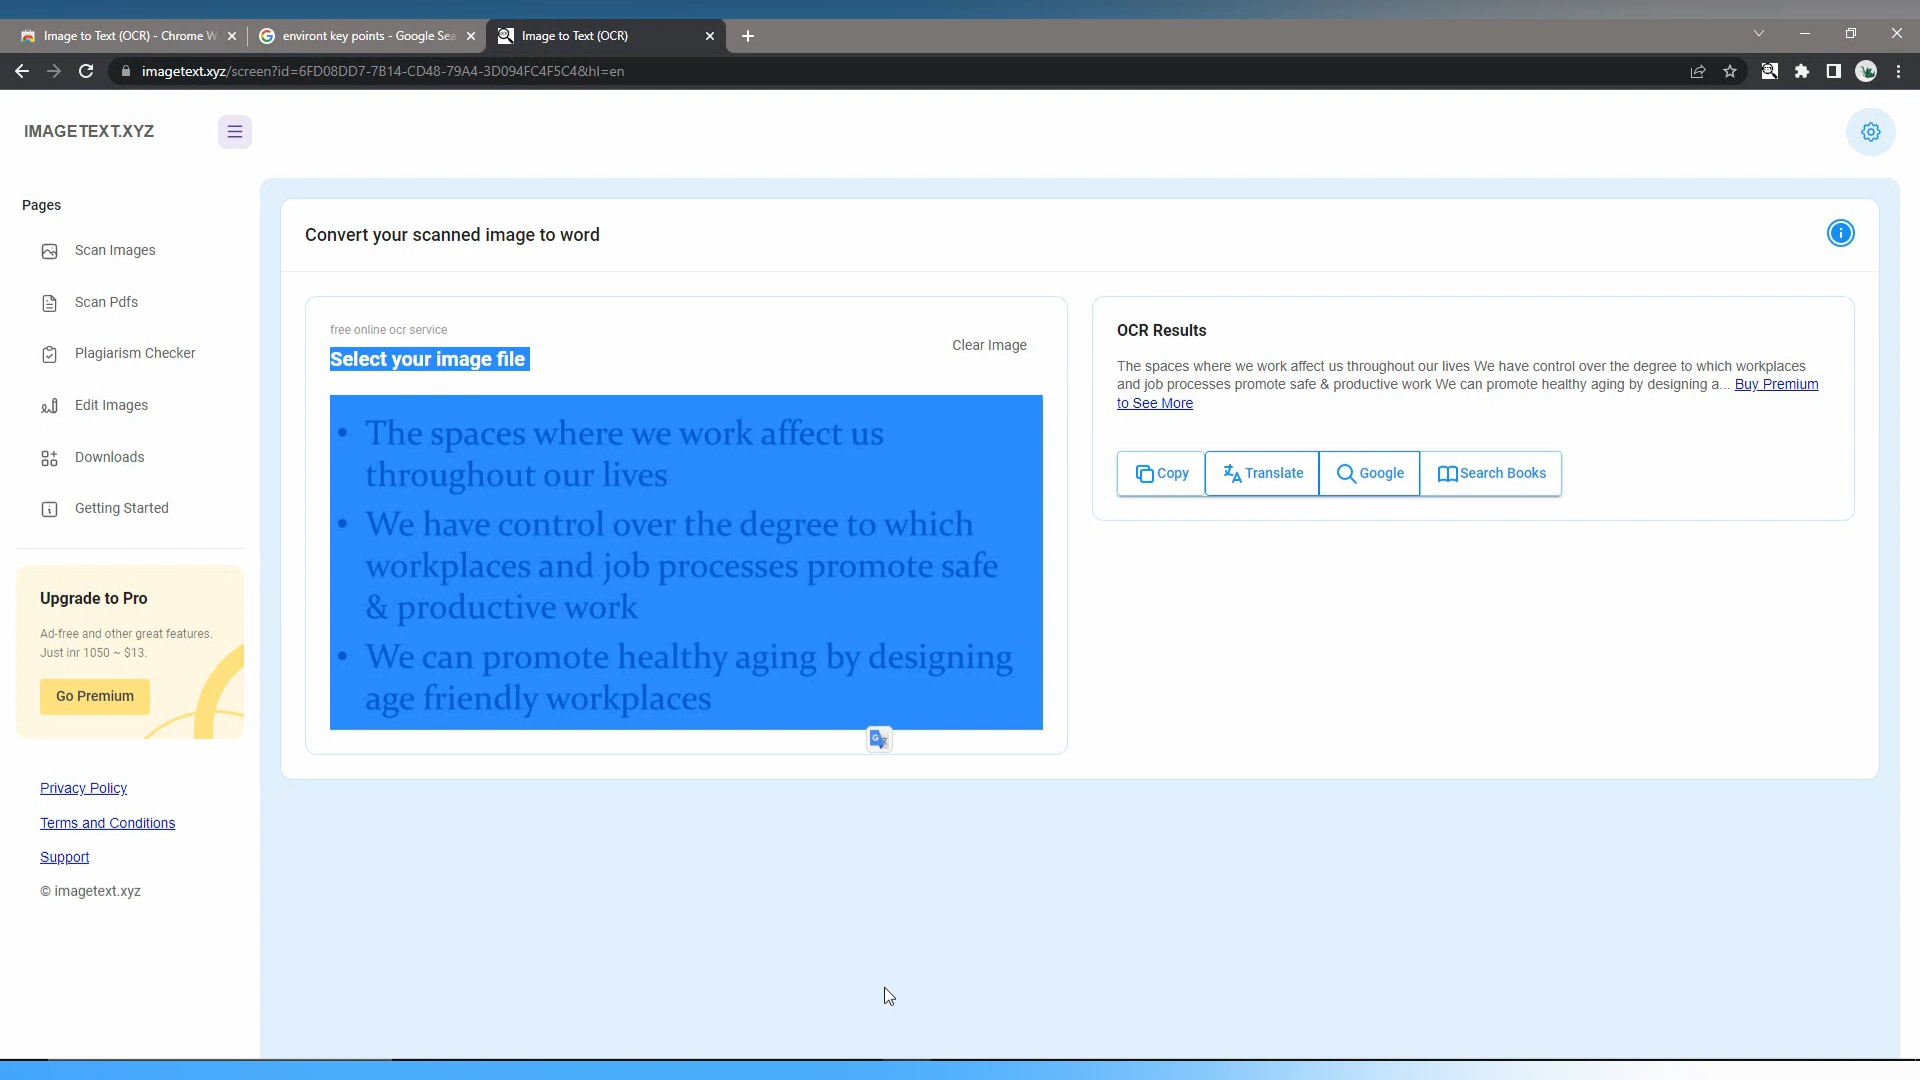 Image to Text (OCR) - Chrome W
environt key points - Google Sea
Image to Text (OCR)
imagetext.xyz/screen?id=6FD08DD7-7B14-CD48-79A4-3D094FC4F5C4&hl=en
IMAGETEXT.XYZ
Pages
Scan Images
Scan Pdfs
Plagiarism Checker
Edit Images
Downloads
Getting Started
Upgrade to Pro
Ad-free and other great features.
Just inr 1050 ~ $13.
Go Premium
Privacy Policy
Terms and Conditions
Support
© imagetext.xyz
Convert your scanned image to word
free online ocr service
Select your image file
Clear Image
• The spaces where we work affect us
throughout our lives
• We have control over the degree to which
workplaces and job processes promote safe
& productive work
• We can promote healthy aging by designing
age friendly workplaces
OCR Results
The spaces where we work affect us throughout our lives We have control over the degree to which workplaces
and job processes promote safe & productive work We can promote healthy aging by designing a... Buy Premium
to See More
Copy
Translate
Google
Search Books